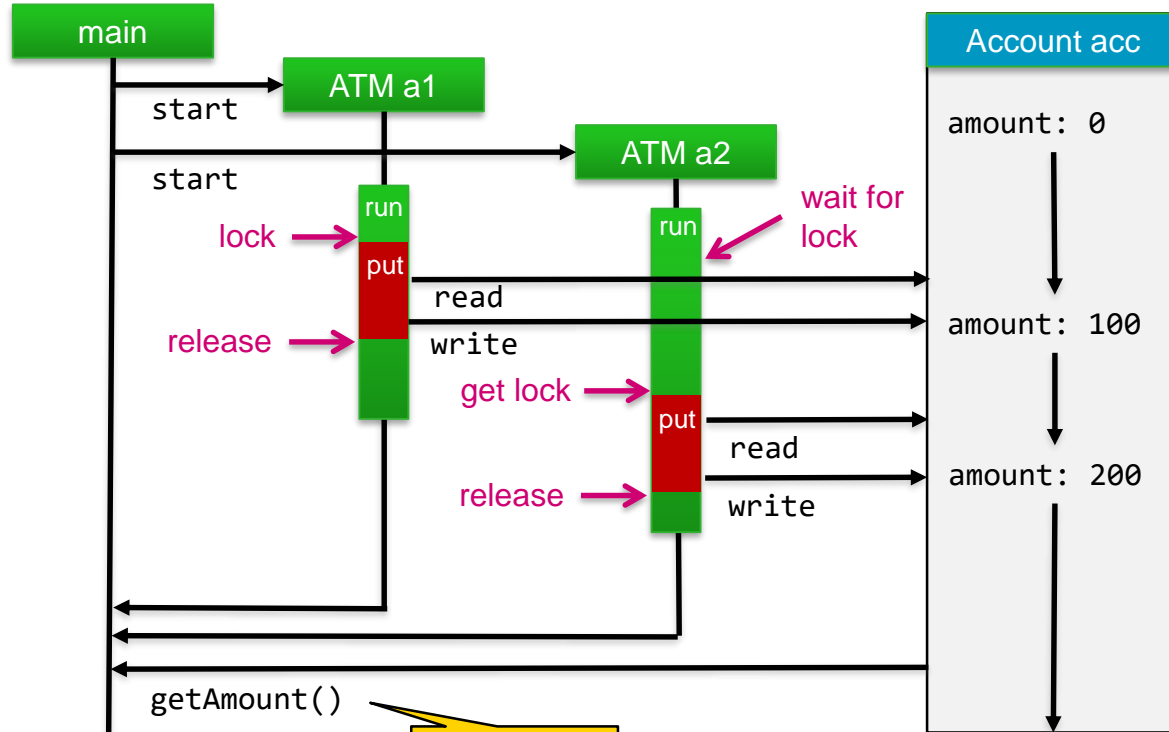 main
Account acc
ATM a1
start
amount: 0
ATM a2
start
run
wait for
lock
run
lock
put
read
release
write
amount: 100
get lock
put
read
amount: 200
release
write
getAmount()